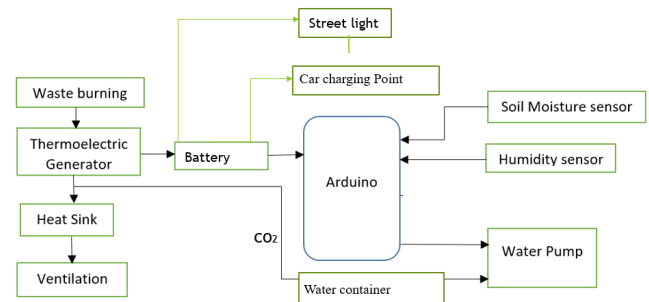 Street light
Car charging Point
Waste burning
Thermoelectric
Generator
Battery
Arduino
Soil Moisture sensor
Humidity sensor
Heat Sink
CO₂
Water Pump
Ventilation
Water container